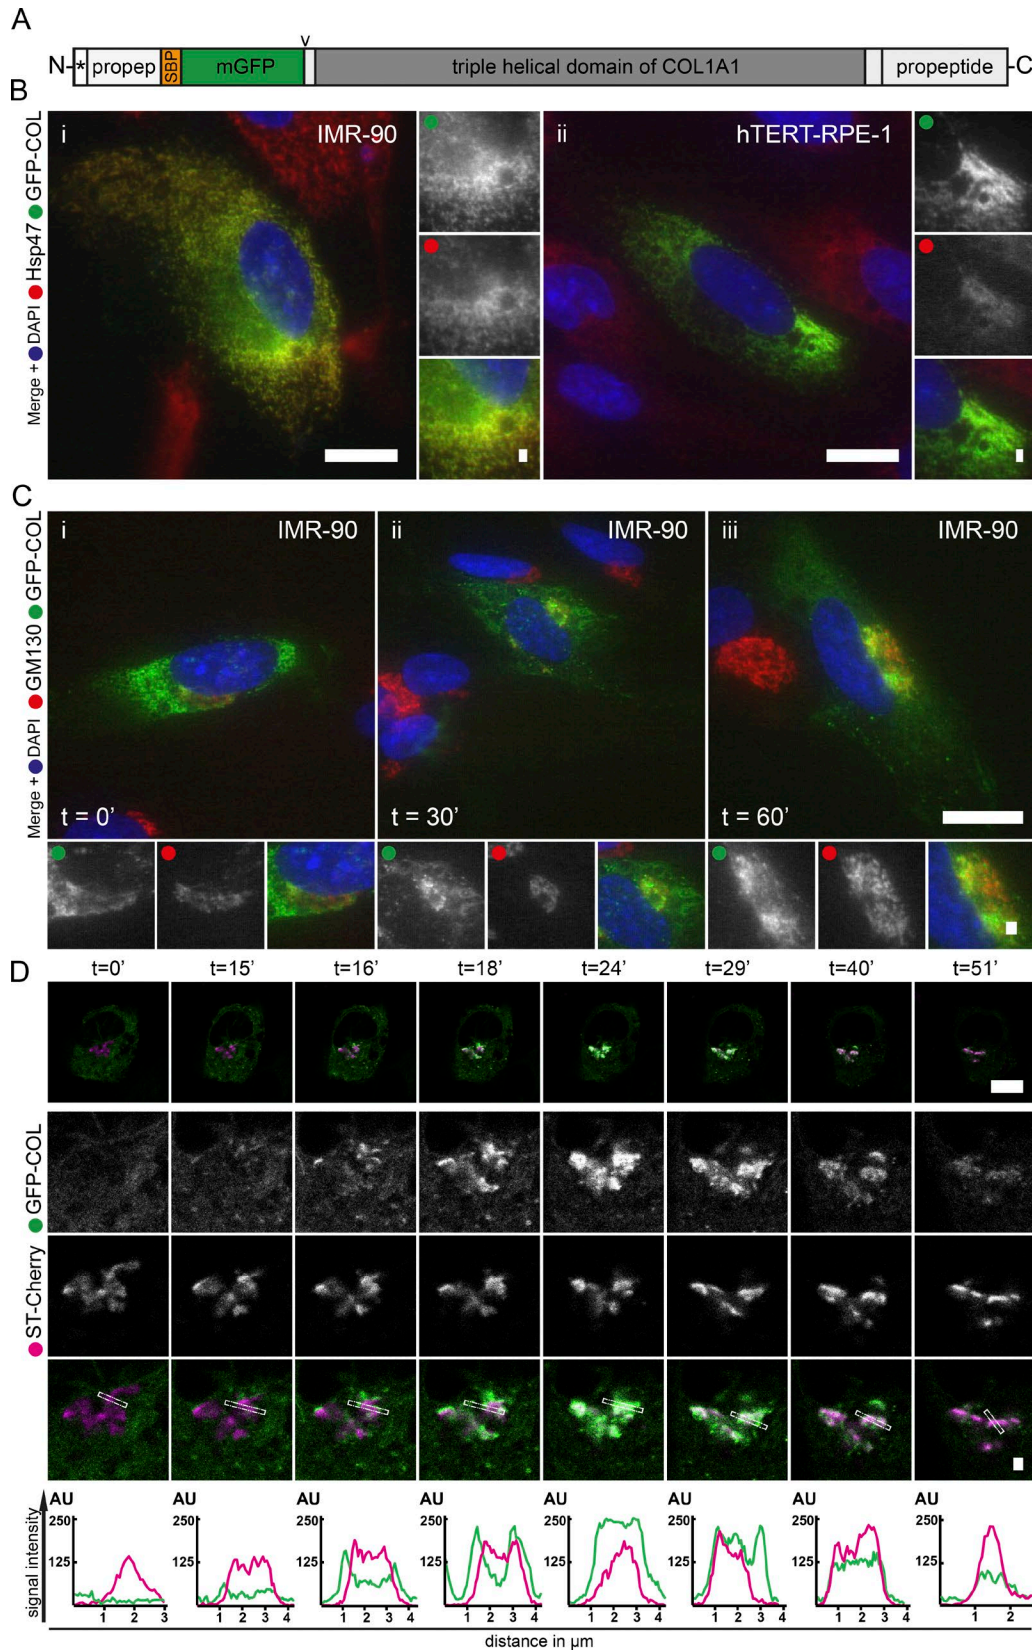 A
N-
*
propep
SBP
mGFP
v
triple helical domain of COL1A1
propeptide
-C
B
Merge + DAPI Hsp47 GFP-COL
i
IMR-90
ii
hTERT-RPE-1
C
Merge + DAPI GM130 GFP-COL
i
IMR-90
t = 0’
ii
IMR-90
t = 30’
iii
IMR-90
t = 60’
D
t=0’ t=15’ t=16’ t=18’ t=24’ t=29’ t=40’ t=51’
GFP-COL
ST-Cherry
signal intensity
AU AU AU AU AU AU AU AU
250 250 250 250 250 250 250 250
125 125 125 125 125 125 125 125
1 2 3 1 2 3 4 1 2 3 4 1 2 3 4 1 2 3 4 1 2 3 4 1 2 3 4 1 2
distance in µm